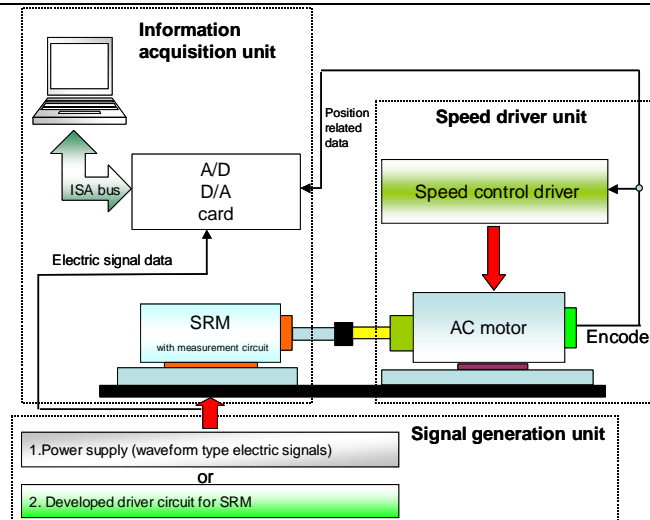 Information
acquisition unit
Position
related
data
Speed driver unit
A/D
D/A
card
ISA bus
Speed control driver
Electric signal data
SRM
with measurement circuit
AC motor
Encode
Signal generation unit
1.Power supply (waveform type electric signals)
or
2. Developed driver circuit for SRM